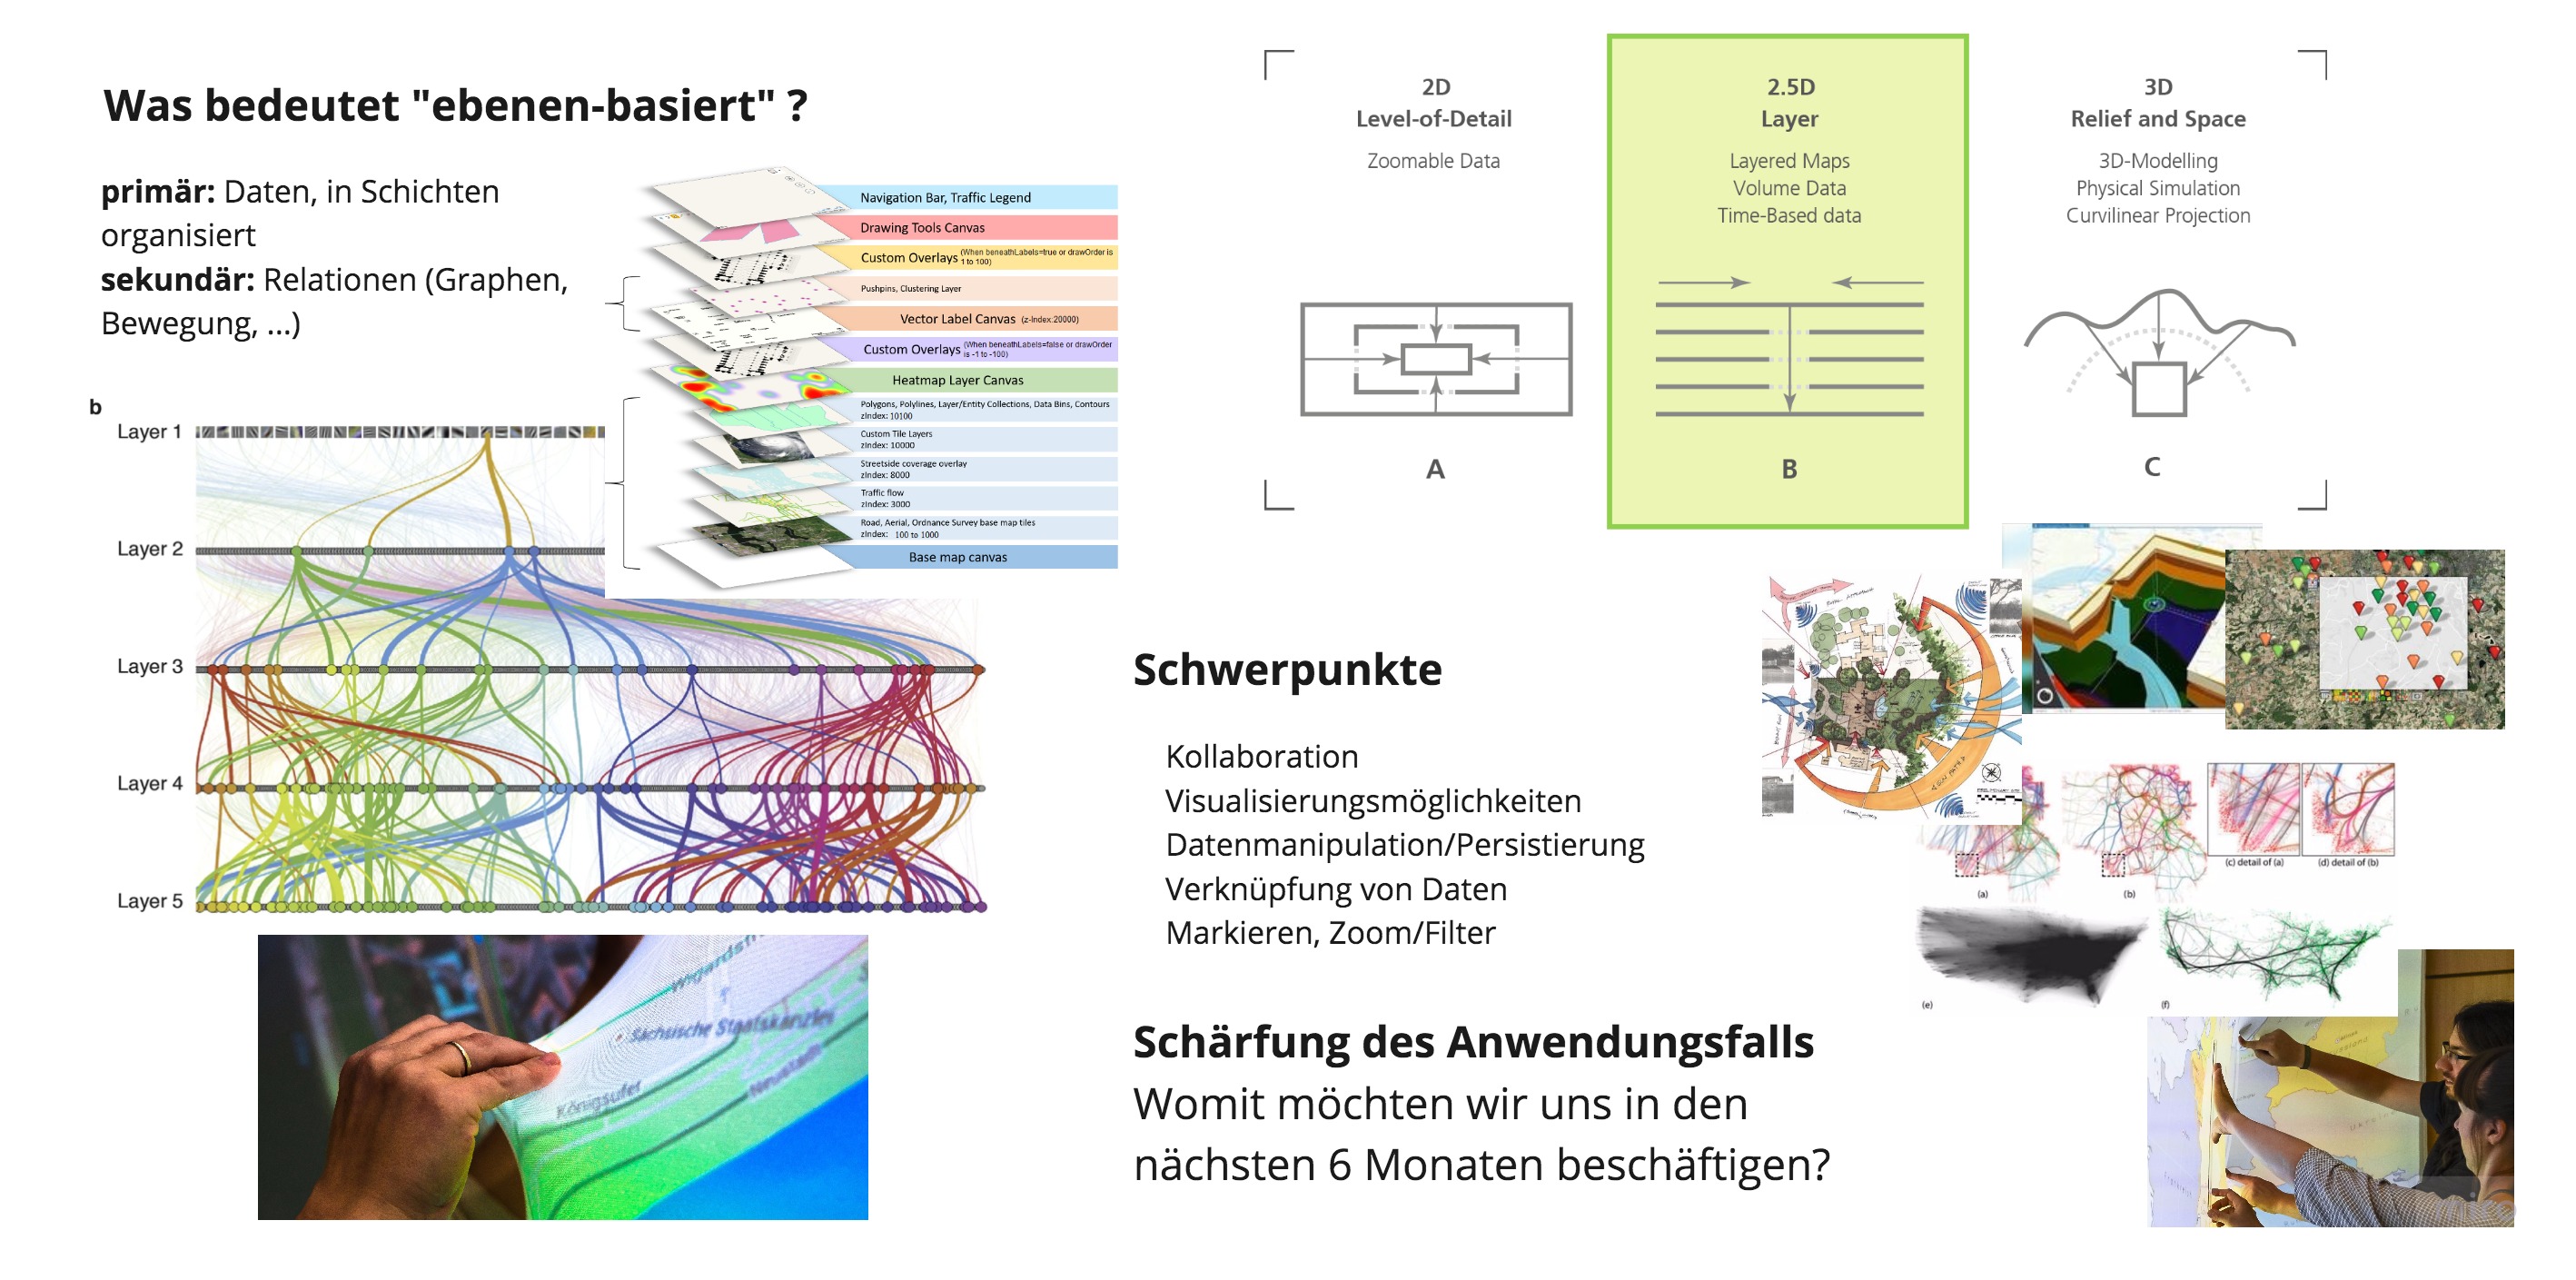 Was bedeutet "ebenen-basiert" ?
primär: Daten, in Schichten
organisiert
sekundär: Relationen (Graphen,
Bewegung, ...)
Navigation Bar, Traffic Legend
Drawing Tools Canvas
Custom Overlays (When beneathLabels=true or drawOrder is
1 to 100)
Pushpins, Clustering Layer
Vector Label Canvas (z-Index:20000)
Custom Overlays (When beneathLabels=false or drawOrder
is -1 to -100)
Heatmap Layer Canvas
Polygons, Polylines, Layer/Entity Collections, Data Bins, Contours
zIndex: 10100
Custom Tile Layers
zIndex: 10000
Streetside coverage overlay
zIndex: 8000
Traffic flow
zIndex: 3000
Road, Aerial, Ordnance Survey base map tiles
zIndex: 100 to 1000
Base map canvas
b
Layer 1
Layer 2
Layer 3
Layer 4
Layer 5
Sächsische Staatskanzlei
Königsufer
Neustadt
2D
Level-of-Detail
Zoomable Data
A
2.5D
Layer
Layered Maps
Volume Data
Time-Based data
B
3D
Relief and Space
3D-Modelling
Physical Simulation
Curvilinear Projection
C
Schwerpunkte
Kollaboration
Visualisierungsmöglichkeiten
Datenmanipulation/Persistierung
Verknüpfung von Daten
Markieren, Zoom/Filter
(a)
(b)
(c) detail of (a)
(d) detail of (b)
(e)
(f)
Schärfung des Anwendungsfalls
Womit möchten wir uns in den
nächsten 6 Monaten beschäftigen?